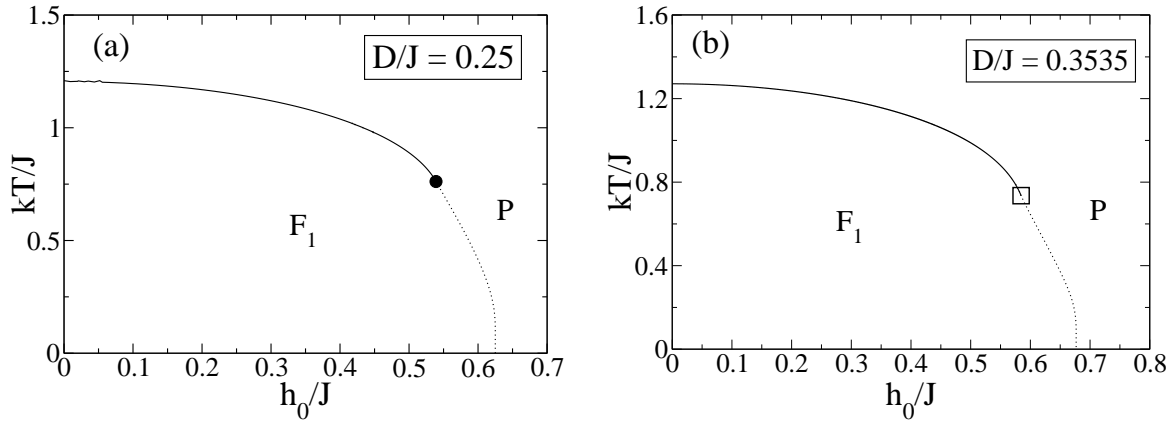 (a)
D/J = 0.25
kT/J
1.5
1
0.5
0
F1
P
0 0.1 0.2 0.3 0.4 0.5 0.6 0.7
h0/J
(b)
D/J = 0.3535
kT/J
1.6
1.2
0.8
0.4
0
F1
P
0 0.1 0.2 0.3 0.4 0.5 0.6 0.7 0.8
h0/J